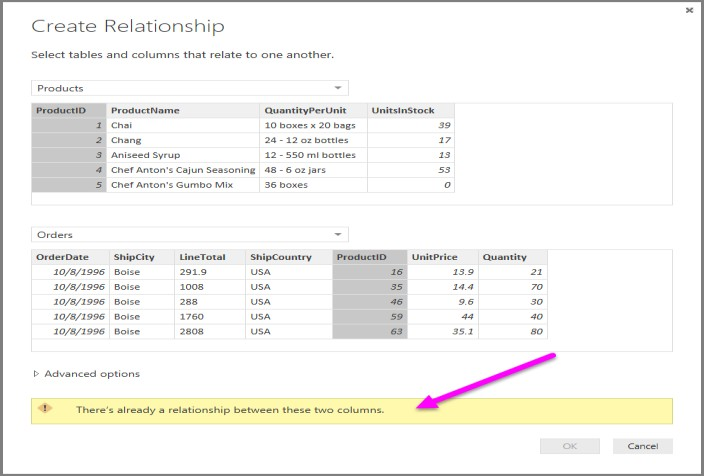 Create Relationship
Select tables and columns that relate to one another.
Products
ProductID ProductName QuantityPerUnit UnitsInStock
1 Chai 10 boxes x 20 bags 39
2 Chang 24 - 12 oz bottles 17
3 Aniseed Syrup 12 - 550 ml bottles 13
4 Chef Anton's Cajun Seasoning 48 - 6 oz jars 53
5 Chef Anton's Gumbo Mix 36 boxes 0
Orders
OrderDate ShipCity LineTotal ShipCountry ProductID UnitPrice Quantity
10/8/1996 Boise 291.9 USA 16 13.9 21
10/8/1996 Boise 1008 USA 35 14.4 70
10/8/1996 Boise 288 USA 46 9.6 30
10/8/1996 Boise 1760 USA 59 44 40
10/8/1996 Boise 2808 USA 63 35.1 80
Advanced options
There's already a relationship between these two columns.
OK Cancel